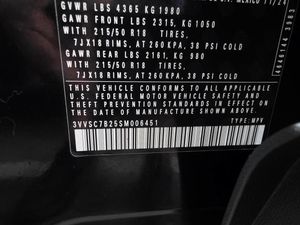 GVWR LBS 4365 KG 1980
GAWR FRONT LBS 2315, KG 1050
WITH 215/50 R18 TIRES,
7JX18 RIMS, AT 260 KPA, 38 PSI COLD
GAWR REAR LBS 2161, KG 980
WITH 215/50 R18 TIRES,
7JX18 RIMS, AT 260 KPA, 38 PSI COLD
THIS VEHICLE CONFORMS TO ALL APPLICABLE
U.S. FEDERAL MOTOR VEHICLE SAFETY AND
THEFT PREVENTION STANDARDS IN EFFECT ON THE
DATE OF MANUFACTURE SHOWN ABOVE.
3VVSC7B25SM006451 TYPE: MPV